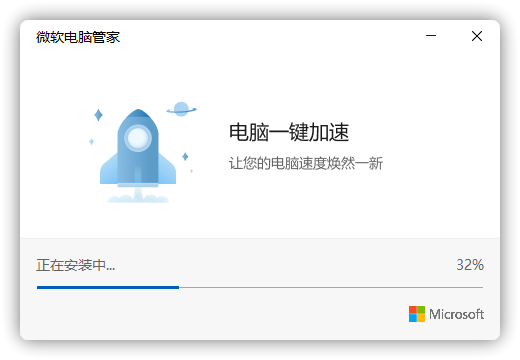 微软电脑管家
电脑一键加速
让您的电脑速度焕然一新
正在安装中...
32%
Microsoft